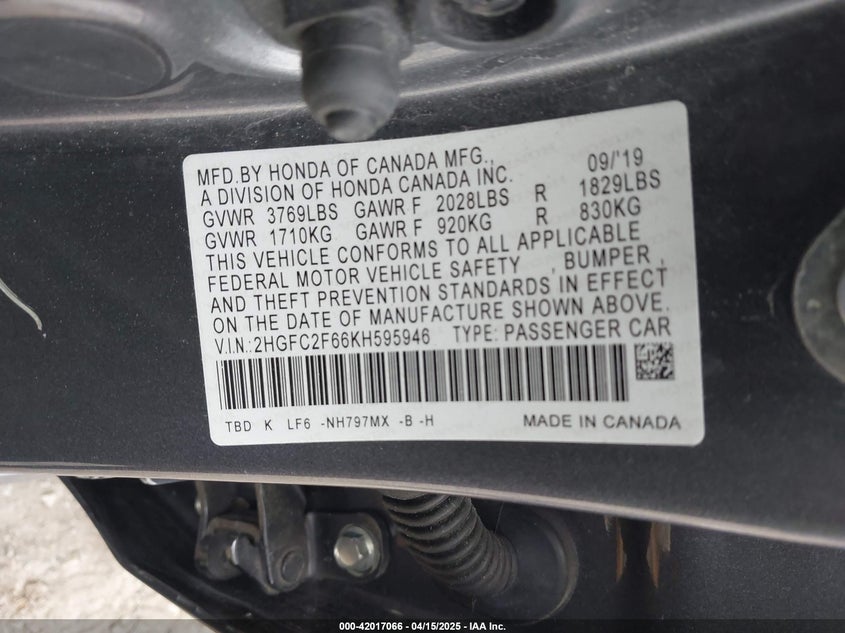 MFD.BY HONDA OF CANADA MFG., 09/'19
A DIVISION OF HONDA CANADA INC.
GVWR 3769LBS GAWR F 2028LBS R 1829LBS
GVWR 1710KG GAWR F 920KG R 830KG
THIS VEHICLE CONFORMS TO ALL APPLICABLE
FEDERAL MOTOR VEHICLE SAFETY , BUMPER ,
AND THEFT PREVENTION STANDARDS IN EFFECT
ON THE DATE OF MANUFACTURE SHOWN ABOVE.
V.I.N.:2HGFC2F66KH595946 TYPE: PASSENGER CAR
TBD K LF6 -NH797MX -B -H MADE IN CANADA
000-42017066 - 04/15/2025 - IAA Inc.